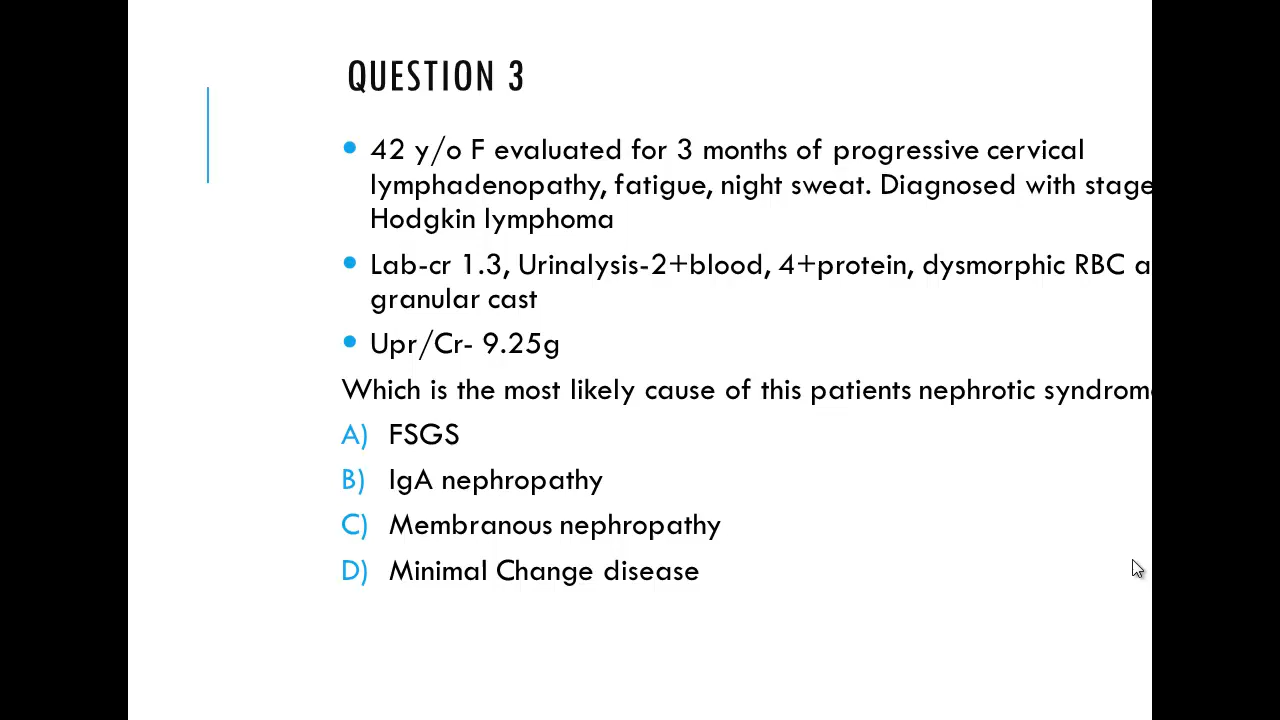 QUESTION 3
42 y/o F evaluated for 3 months of progressive cervical
lymphadenopathy, fatigue, night sweat. Diagnosed with stage
Hodgkin lymphoma
Lab-cr 1.3, Urinalysis-2+blood, 4+protein, dysmorphic RBC a
granular cast
Upr/Cr- 9.25g
Which is the most likely cause of this patients nephrotic syndrom
A) FSGS
B) IgA nephropathy
C) Membranous nephropathy
D) Minimal Change disease